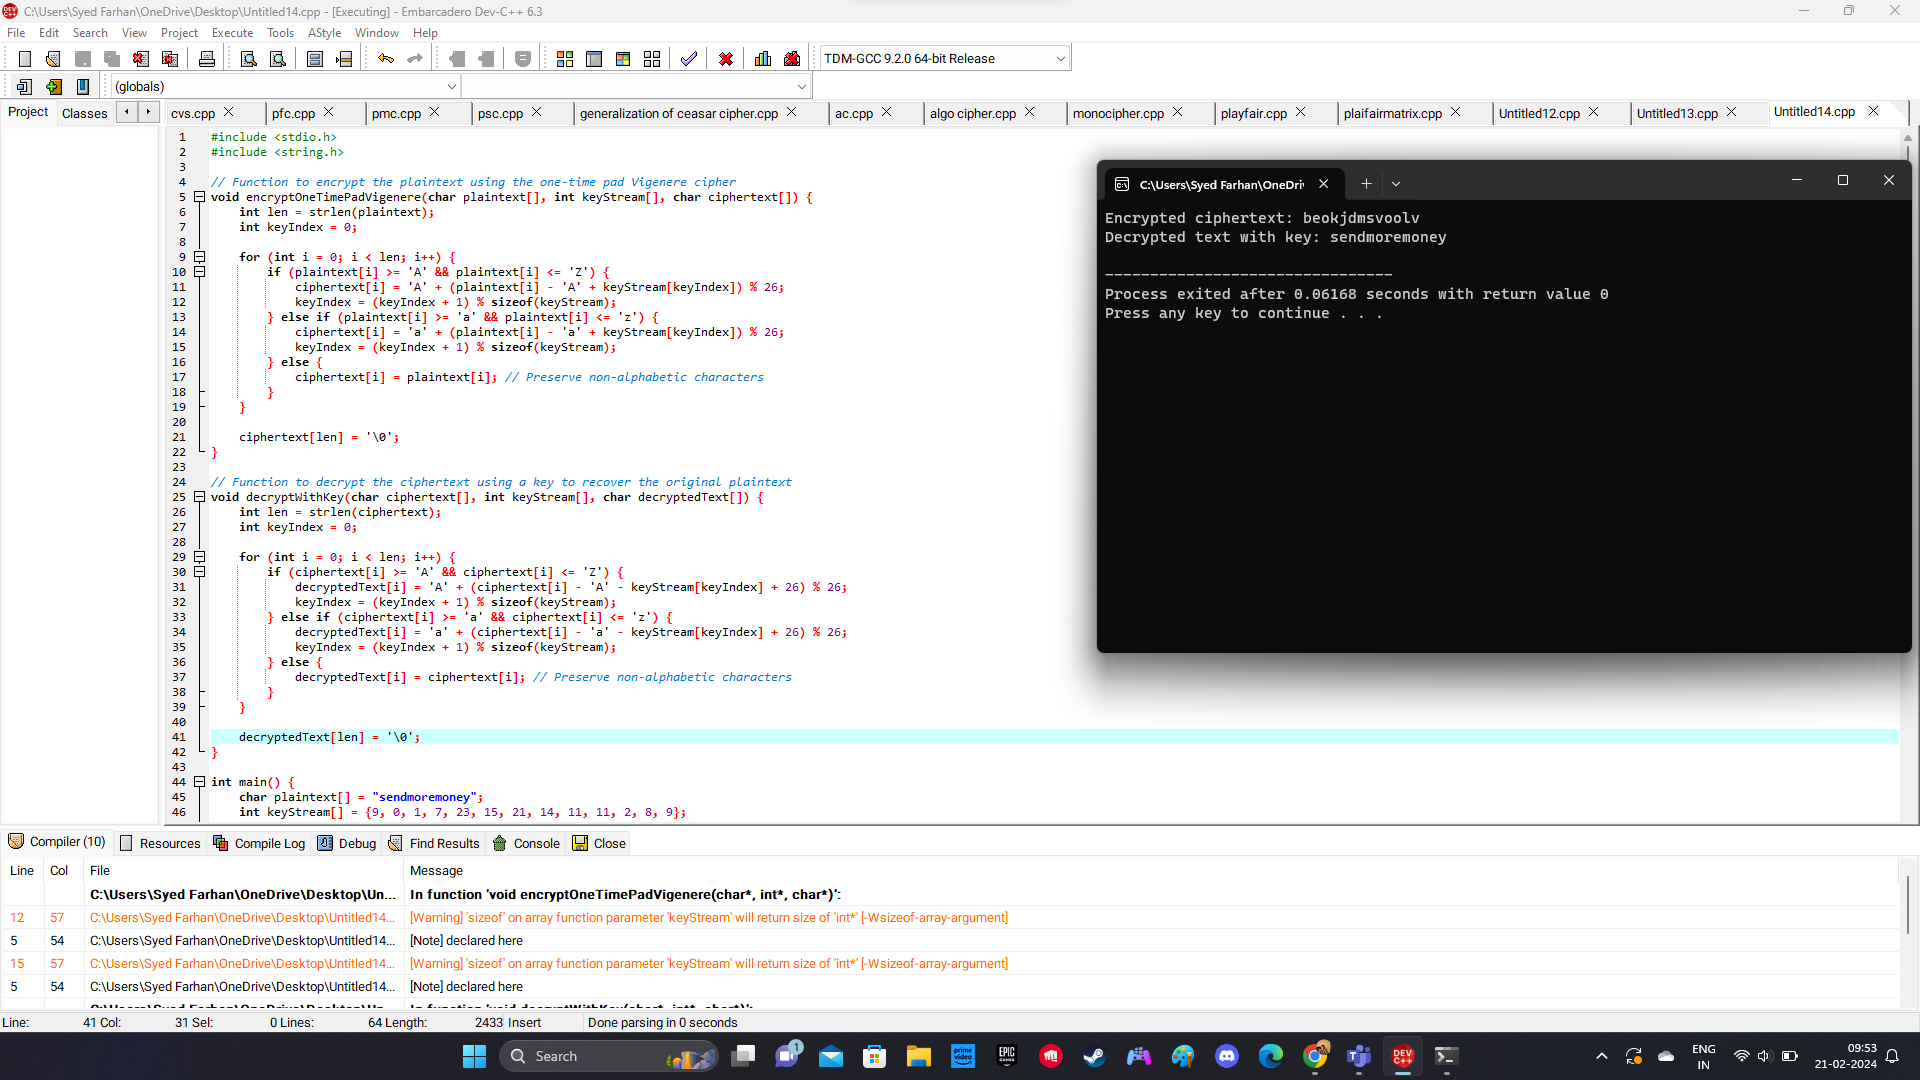 C:\Users\Syed Farhan\OneDrive\Desktop\Untitled14.cpp - [Executing] - Embarcadero Dev-C++ 6.3
File Edit Search View Project Execute Tools AStyle Window Help
TDM-GCC 9.2.0 64-bit Release
(globals)
Project Classes cvs.cpp pfc.cpp pmc.cpp psc.cpp generalization of ceasar cipher.cpp ac.cpp algo cipher.cpp monocipher.cpp playfair.cpp plaifairmatrix.cpp Untitled12.cpp Untitled13.cpp Untitled14.cpp
1 #include <stdio.h>
2 #include <string.h>
3
4 // Function to encrypt the plaintext using the one-time pad Vigenere cipher
5 void encryptOneTimePadVigenere(char plaintext[], int keyStream[], char ciphertext[]) {
6 int len = strlen(plaintext);
7 int keyIndex = 0;
8
9 for (int i = 0; i < len; i++) {
10 if (plaintext[i] >= 'A' && plaintext[i] <= 'Z') {
11 ciphertext[i] = 'A' + (plaintext[i] - 'A' + keyStream[keyIndex]) % 26;
12 keyIndex = (keyIndex + 1) % sizeof(keyStream);
13 } else if (plaintext[i] >= 'a' && plaintext[i] <= 'z') {
14 ciphertext[i] = 'a' + (plaintext[i] - 'a' + keyStream[keyIndex]) % 26;
15 keyIndex = (keyIndex + 1) % sizeof(keyStream);
16 } else {
17 ciphertext[i] = plaintext[i]; // Preserve non-alphabetic characters
18 }
19 }
20
21 ciphertext[len] = '\0';
22 }
23
24 // Function to decrypt the ciphertext using a key to recover the original plaintext
25 void decryptWithKey(char ciphertext[], int keyStream[], char decryptedText[]) {
26 int len = strlen(ciphertext);
27 int keyIndex = 0;
28
29 for (int i = 0; i < len; i++) {
30 if (ciphertext[i] >= 'A' && ciphertext[i] <= 'Z') {
31 decryptedText[i] = 'A' + (ciphertext[i] - 'A' - keyStream[keyIndex] + 26) % 26;
32 keyIndex = (keyIndex + 1) % sizeof(keyStream);
33 } else if (ciphertext[i] >= 'a' && ciphertext[i] <= 'z') {
34 decryptedText[i] = 'a' + (ciphertext[i] - 'a' - keyStream[keyIndex] + 26) % 26;
35 keyIndex = (keyIndex + 1) % sizeof(keyStream);
36 } else {
37 decryptedText[i] = ciphertext[i]; // Preserve non-alphabetic characters
38 }
39 }
40
41 decryptedText[len] = '\0';
42 }
43
44 int main() {
45 char plaintext[] = "sendmoremoney";
46 int keyStream[] = {9, 0, 1, 7, 23, 15, 21, 14, 11, 11, 2, 8, 9};
C:\Users\Syed Farhan\OneDri
Encrypted ciphertext: beokjdmsvoolv
Decrypted text with key: sendmoremoney
--------------------------------
Process exited after 0.06168 seconds with return value 0
Press any key to continue . . .
Compiler (10) Resources Compile Log Debug Find Results Console Close
Line Col File Message
C:\Users\Syed Farhan\OneDrive\Desktop\Un... In function 'void encryptOneTimePadVigenere(char*, int*, char*)':
12 57 C:\Users\Syed Farhan\OneDrive\Desktop\Untitled14... [Warning] 'sizeof' on array function parameter 'keyStream' will return size of 'int*' [-Wsizeof-array-argument]
5 54 C:\Users\Syed Farhan\OneDrive\Desktop\Untitled14... [Note] declared here
15 57 C:\Users\Syed Farhan\OneDrive\Desktop\Untitled14... [Warning] 'sizeof' on array function parameter 'keyStream' will return size of 'int*' [-Wsizeof-array-argument]
5 54 C:\Users\Syed Farhan\OneDrive\Desktop\Untitled14... [Note] declared here
C:\Users\Syed Farhan\OneDrive\Desktop\Un... In function 'void decryptWithKey(char*, int*, char*)':
Line: 41 Col: 31 Sel: 0 Lines: 64 Length: 2433 Insert Done parsing in 0 seconds
Search
1
prime video
EPIC GAMES
DEV C++
ENG
IN
09:53
21-02-2024